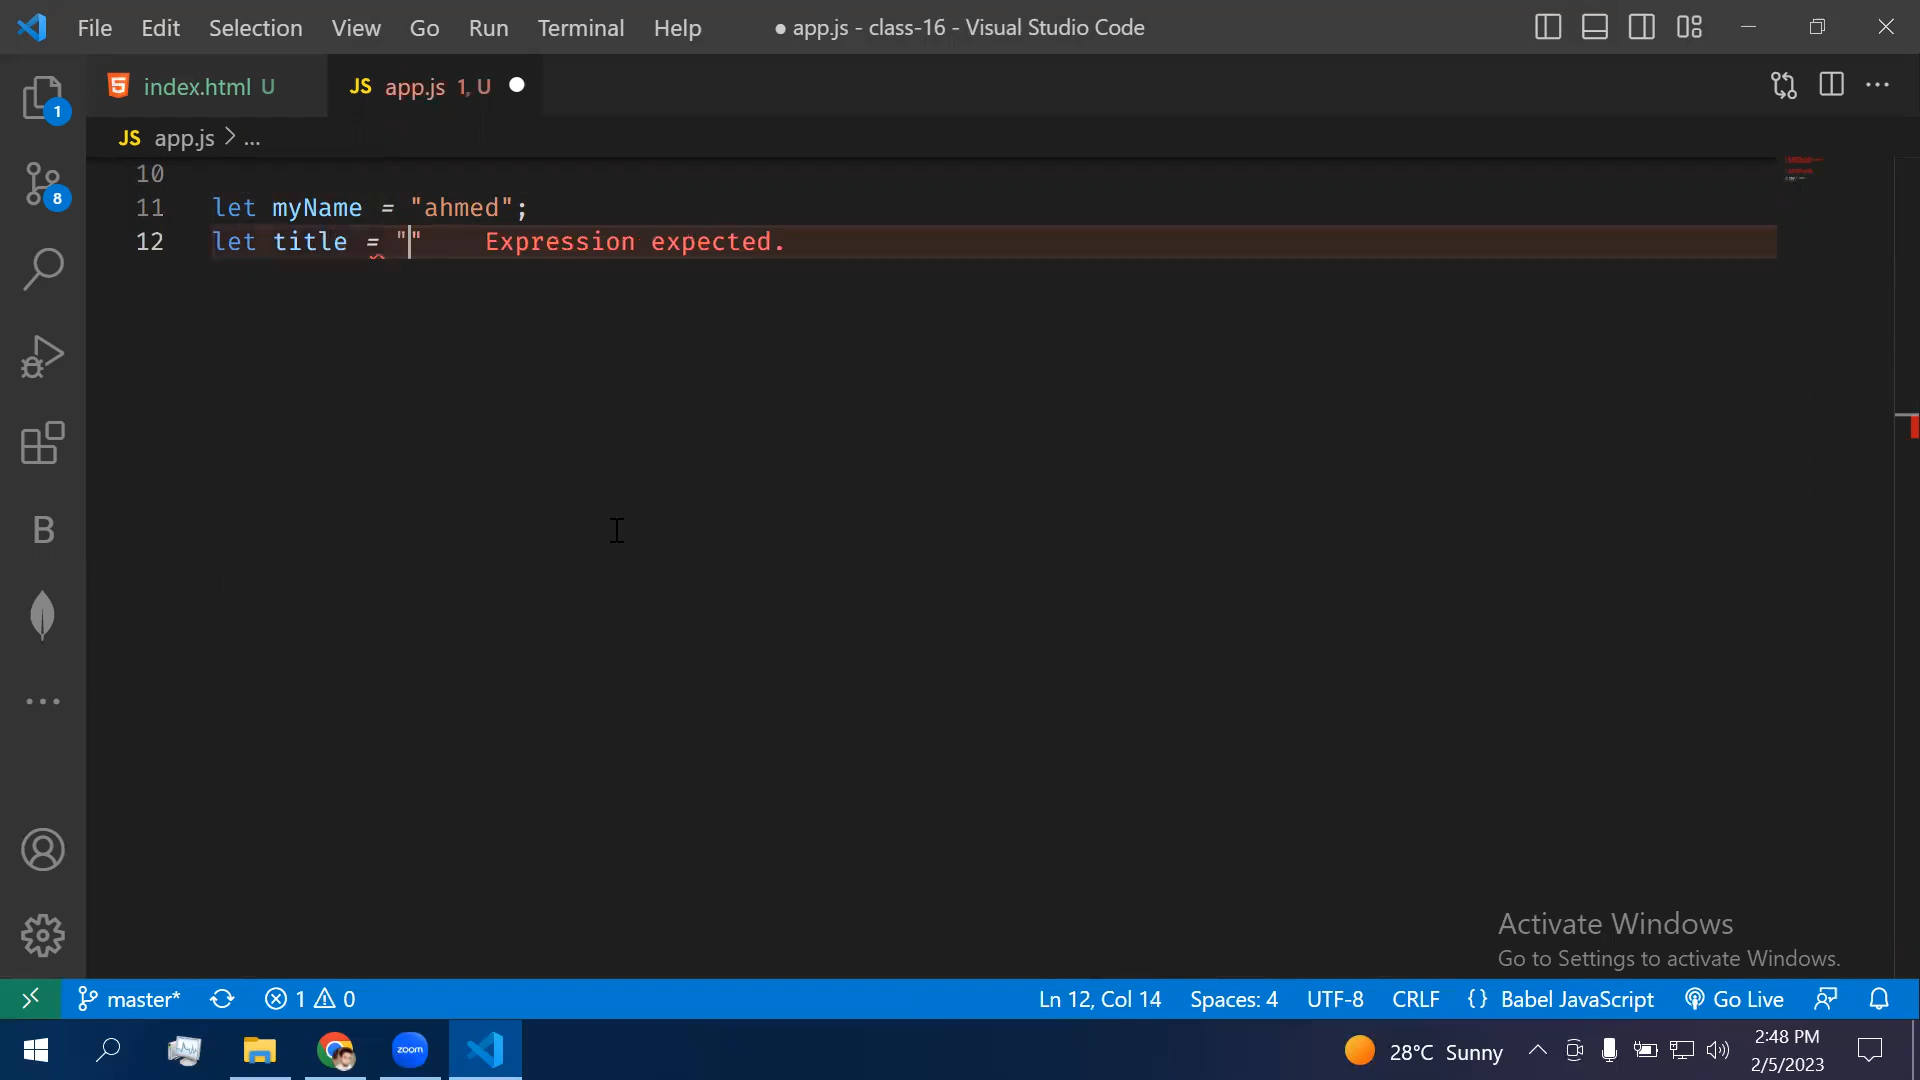 File Edit Selection View Go Run Terminal Help ● app.js - class-16 - Visual Studio Code
index.html U JS app.js 1, U
JS app.js > ...
10
11 let myName = "ahmed";
12 let title = "" Expression expected.
1
8
B
Activate Windows
Go to Settings to activate Windows.
master* 1 0 Ln 12, Col 14 Spaces: 4 UTF-8 CRLF {} Babel JavaScript Go Live
zoom 28°C Sunny 2:48 PM
2/5/2023